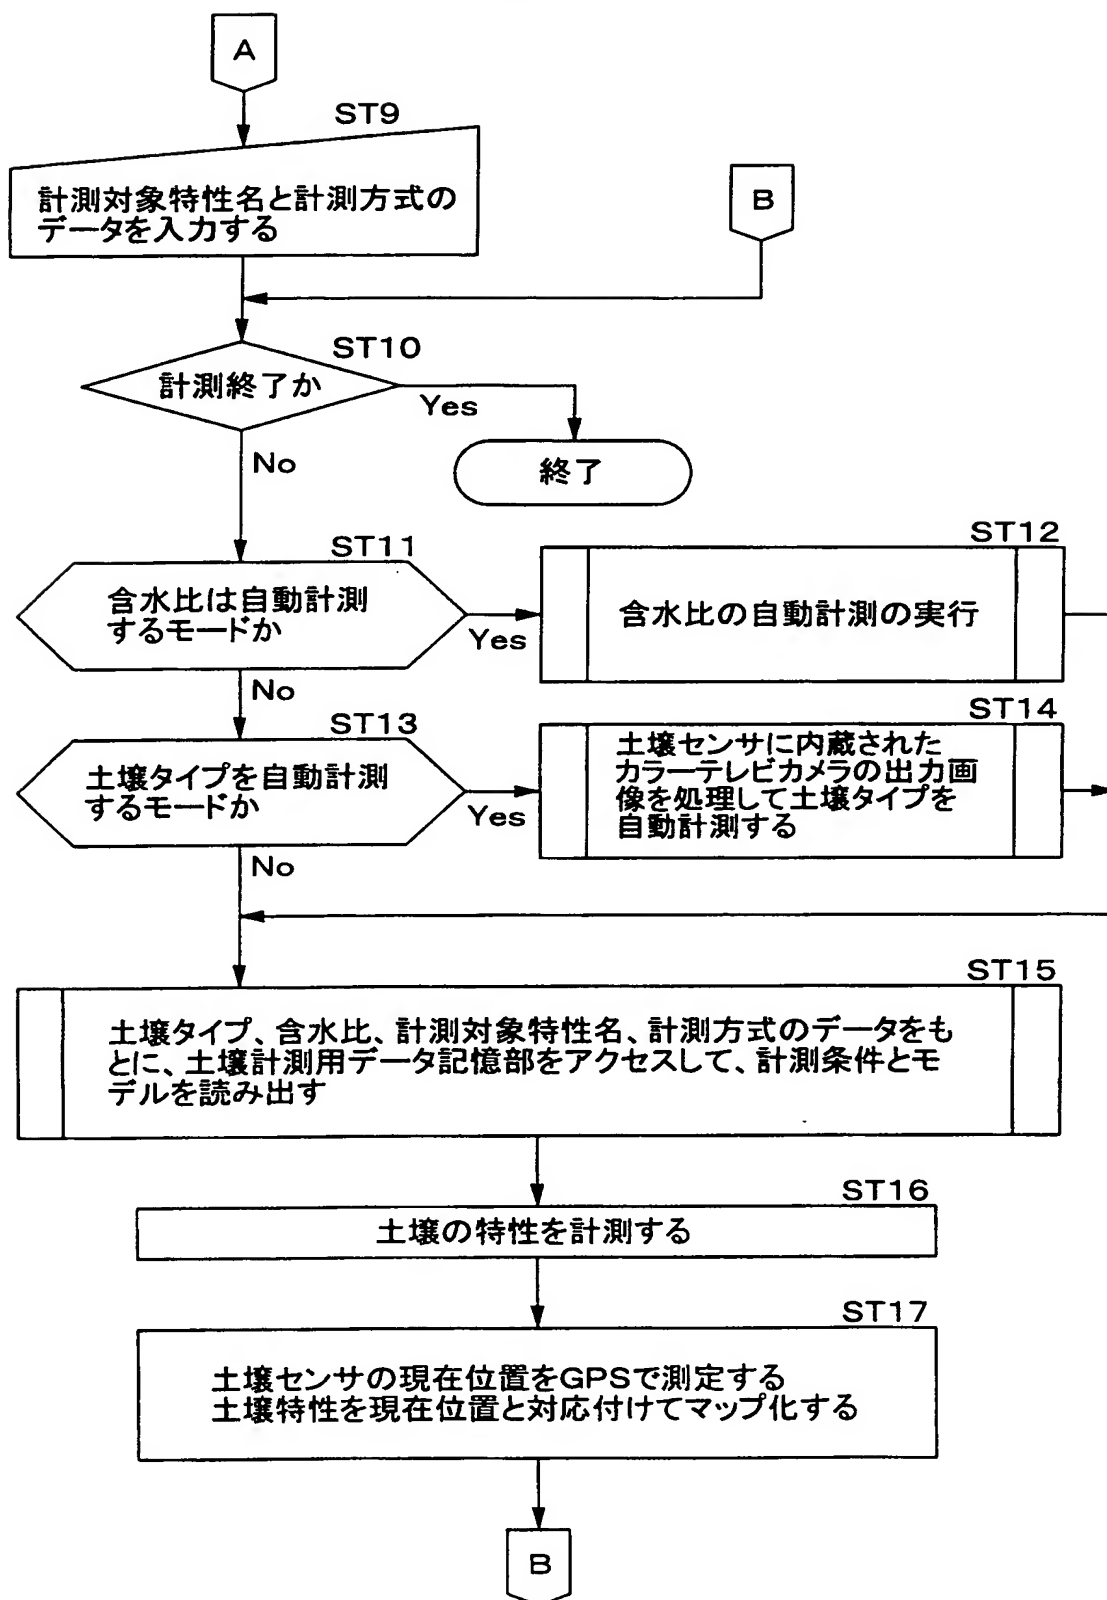 A
ST9
計測対象特性名と計測方式の
データを入力する
B
ST10
計測終了か
Yes
終了
No
ST11
含水比は自動計測
するモードか
Yes
ST12
含水比の自動計測の実行
No
ST13
土壌タイプを自動計測
するモードか
Yes
ST14
土壌センサに内蔵された
カラーテレビカメラの出力画
像を処理して土壌タイプを
自動計測する
No
ST15
土壌タイプ、含水比、計測対象特性名、計測方式のデータをも
とに、土壌計測用データ記憶部をアクセスして、計測条件とモ
デルを読み出す
ST16
土壌の特性を計測する
ST17
土壌センサの現在位置をGPSで測定する
土壌特性を現在位置と対応付けてマップ化する
B